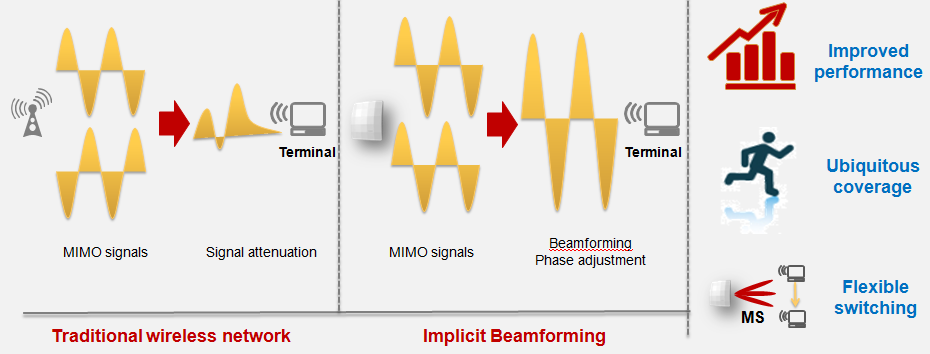 Terminal
MIMO signals
Signal attenuation
Traditional wireless network
Terminal
MIMO signals
Beamforming
Phase adjustment
Implicit Beamforming
Improved
performance
Ubiquitous
coverage
MS
Flexible
switching